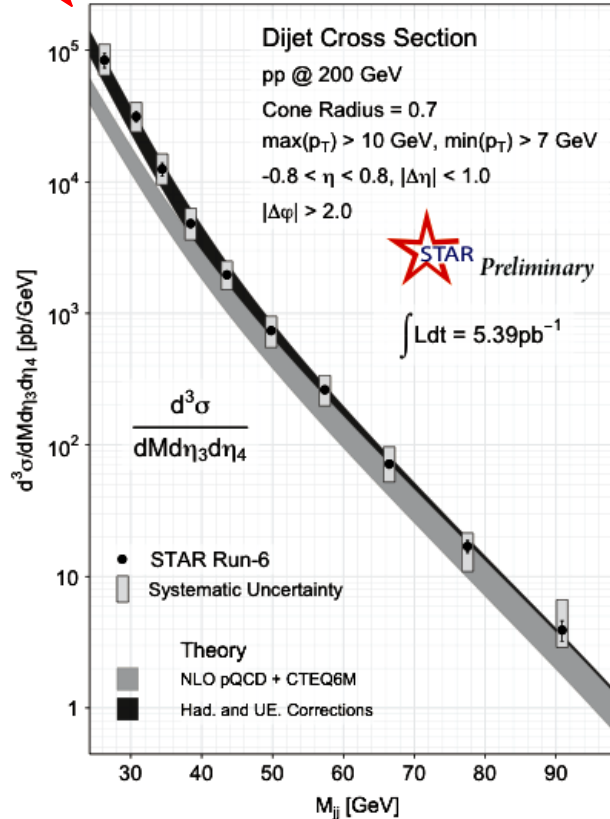 Dijet Cross Section
pp @ 200 GeV
Cone Radius = 0.7
max(p_T) > 10 GeV, min(p_T) > 7 GeV
-0.8 < η < 0.8, |Δη| < 1.0
|Δφ| > 2.0
STAR Preliminary
∫ Ldt = 5.39pb⁻¹
d³σ
dMdη₃dη₄
STAR Run-6
Systematic Uncertainty
Theory
NLO pQCD + CTEQ6M
Had. and UE. Corrections
d³σ/dMdη₃dη₄ [pb/GeV]
10⁵
10⁴
10³
10²
10
1
30 40 50 60 70 80 90
M_jj [GeV]